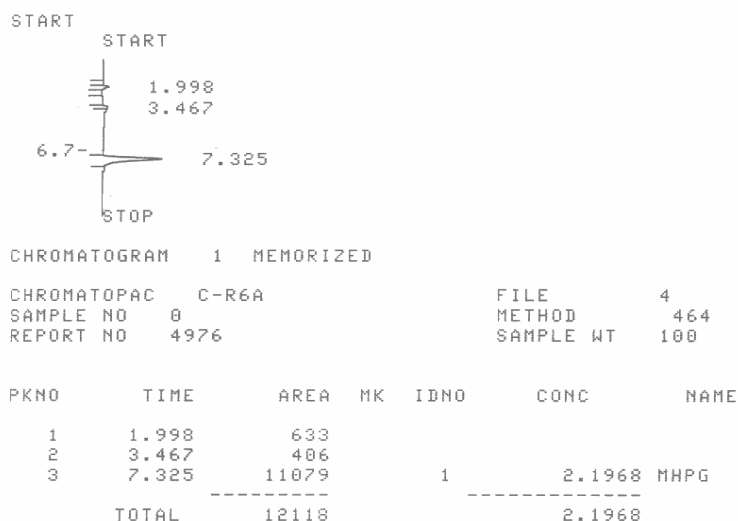 START
START
1.998
3.467
6.7-
7.325
STOP
CHROMATOGRAM 1 MEMORIZED
CHROMATOPAC C-R6A FILE 4
SAMPLE NO 0 METHOD 464
REPORT NO 4976 SAMPLE WT 100
PKNO TIME AREA MK IDNO CONC NAME
1 1.998 633
2 3.467 406
3 7.325 11079 1 2.1968 MHPG
---------- --------------
TOTAL 12118 2.1968